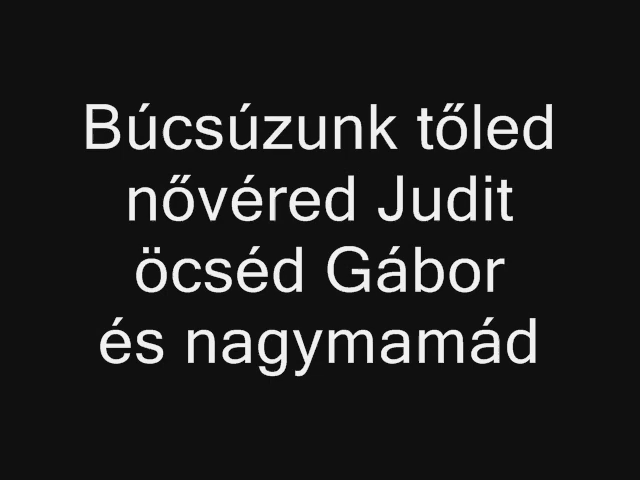 Búcsúzunk tőled
nővéred Judit
öcséd Gábor
és nagymamád